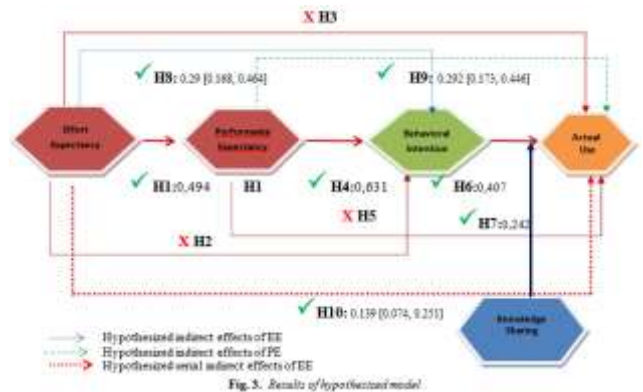 X H3
H8: 0.29 [0.168, 0.464]
H9: 0.292 [0.173, 0.446]
Effort
Expectancy
Performance
Expectancy
Behavioral
Intention
Actual
Use
H1:0,494
H1
H4:0,631
H6:0,407
X H5
H7:0,242
X H2
H10: 0.139 [0.074, 0.251]
Knowledge
Sharing
Hypothesized indirect effects of EE
Hypothesized indirect effects of PE
Hypothesized serial indirect effects of EE
Fig. 3. Results of hypothesized model